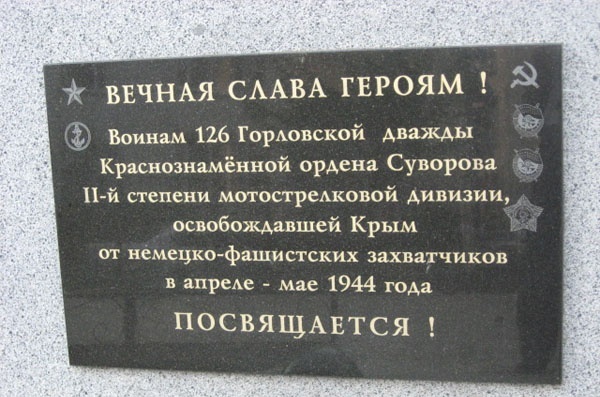 ВЕЧНАЯ СЛАВА ГЕРОЯМ !
Воинам 126 Горловской дважды
Краснознамённой ордена Суворова
II-й степени мотострелковой дивизии,
освобождавшей Крым
от немецко-фашистских захватчиков
в апреле - мае 1944 года
ПОСВЯЩАЕТСЯ !